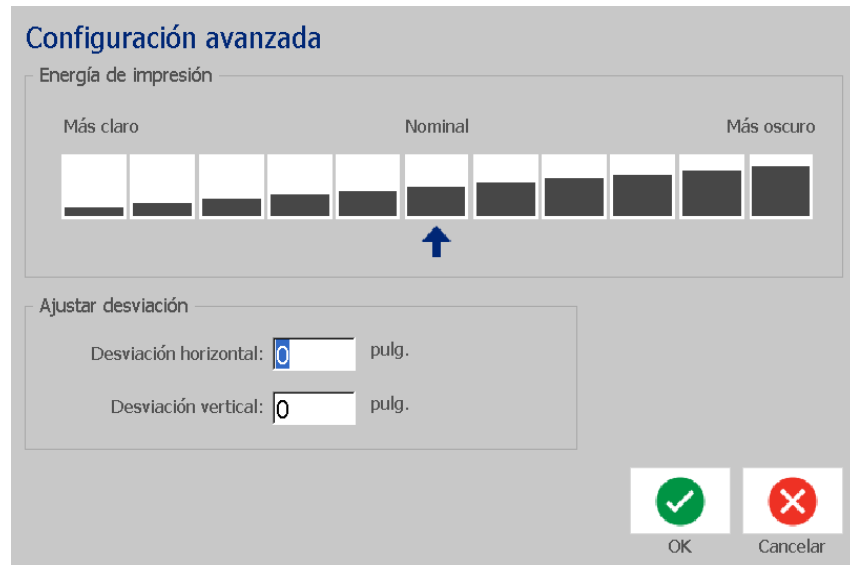 Configuración avanzada
Energía de impresión
Más claro Nominal Más oscuro
Ajustar desviación
Desviación horizontal: 0 pulg.
Desviación vertical: 0 pulg.
OK Cancelar